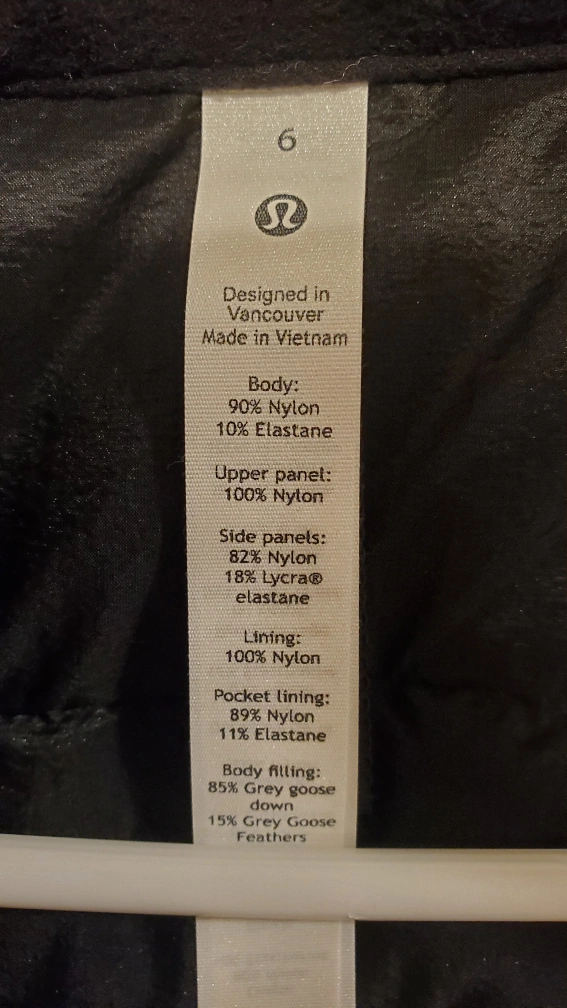 6
Designed in
Vancouver
Made in Vietnam
Body:
90% Nylon
10% Elastane
Upper panel:
100% Nylon
Side panels:
82% Nylon
18% Lycra®
elastane
Lining:
100% Nylon
Pocket lining:
89% Nylon
11% Elastane
Body filling:
85% Grey goose
down
15% Grey Goose
Feathers